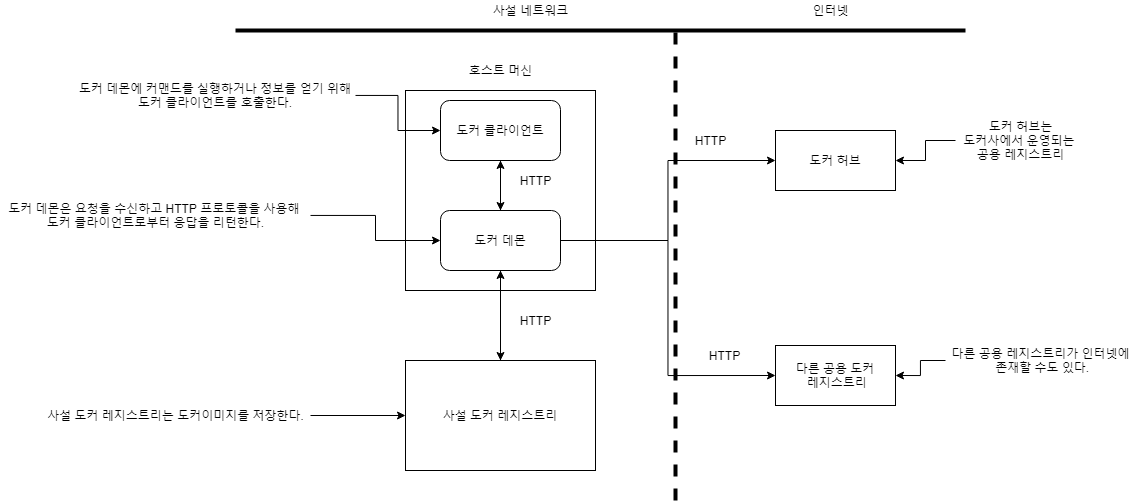 사설 네트워크
인터넷
호스트 머신
도커 데몬에 커맨드를 실행하거나 정보를 얻기 위해
도커 클라이언트를 호출한다.
도커 클라이언트
HTTP
도커 데몬은 요청을 수신하고 HTTP 프로토콜을 사용해
도커 클라이언트로부터 응답을 리턴한다.
도커 데몬
HTTP
사설 도커 레지스트리는 도커이미지를 저장한다.
사설 도커 레지스트리
HTTP
도커 허브
도커 허브는
도커사에서 운영되는
공용 레지스트리
HTTP
다른 공용 도커
레지스트리
다른 공용 레지스트리가 인터넷에
존재할 수도 있다.